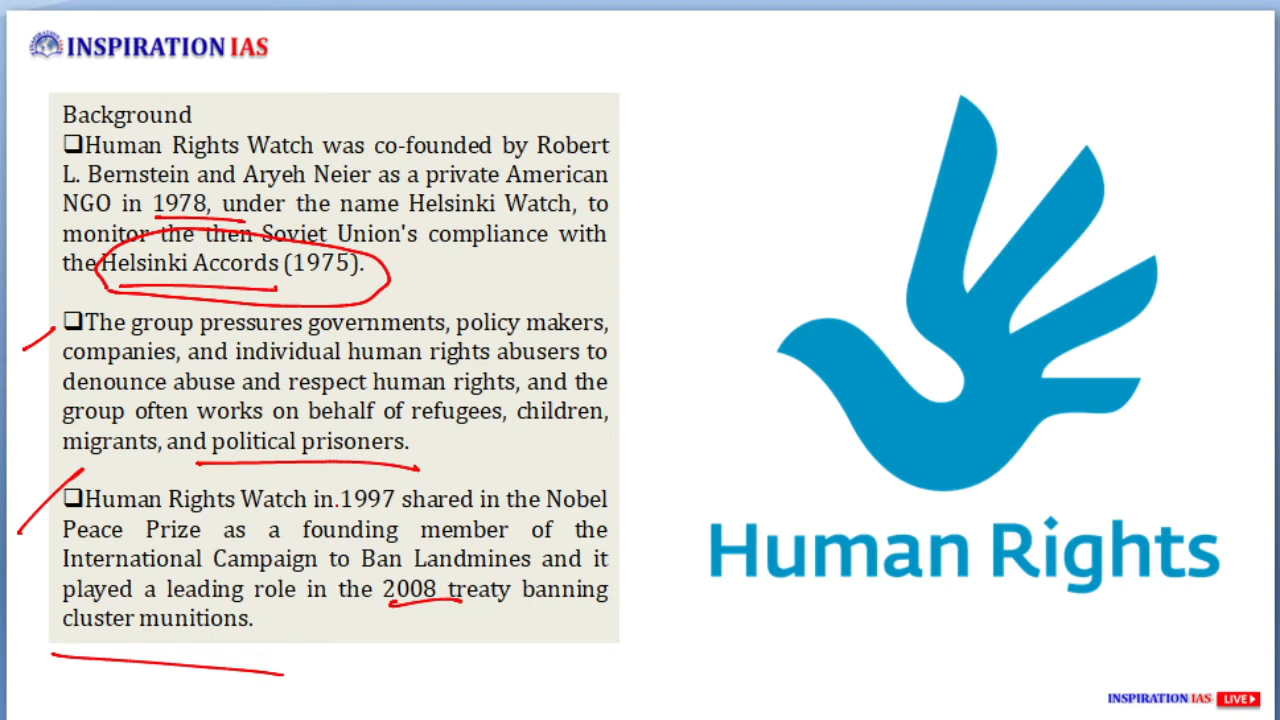 INSPIRATION IAS
Background
❑Human Rights Watch was co-founded by Robert
L. Bernstein and Aryeh Neier as a private American
NGO in 1978, under the name Helsinki Watch, to
monitor the then Soviet Union's compliance with
the Helsinki Accords (1975).
❑The group pressures governments, policy makers,
companies, and individual human rights abusers to
denounce abuse and respect human rights, and the
group often works on behalf of refugees, children,
migrants, and political prisoners.
❑Human Rights Watch in 1997 shared in the Nobel
Peace Prize as a founding member of the
International Campaign to Ban Landmines and it
played a leading role in the 2008 treaty banning
cluster munitions.
Human Rights
INSPIRATION IAS LIVE